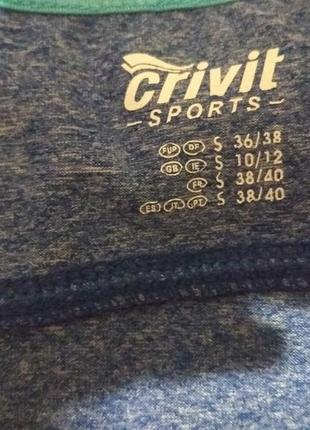 crivit
SPORTS
EUR DE S 36/38
GB IE S 10/12
FR S 38/40
ES IT PT S 38/40